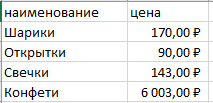 наименование цена
Шарики 170,00 ₽
Открытки 90,00 ₽
Свечки 143,00 ₽
Конфети 6 003,00 ₽